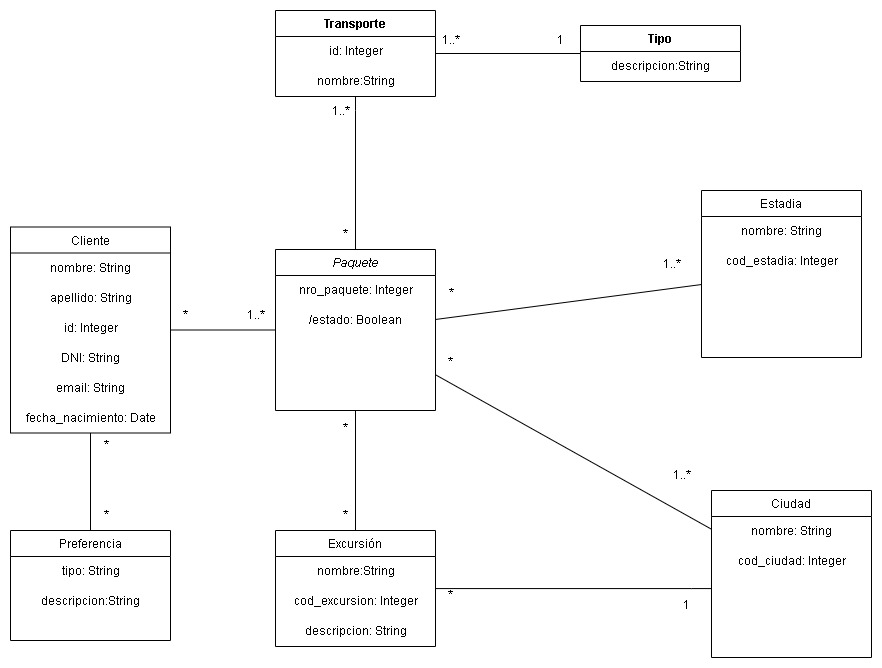 Transporte
id: Integer
nombre:String
1..*
1
Tipo
descripcion:String
1..*
*
Estadia
nombre: String
cod_estadia: Integer
Cliente
nombre: String
apellido: String
id: Integer
DNI: String
email: String
fecha_nacimiento: Date
*
1..*
Paquete
nro_paquete: Integer
/estado: Boolean
*
1..*
*
1..*
*
*
*
*
Preferencia
tipo: String
descripcion:String
Excursión
nombre:String
cod_excursion: Integer
descripcion: String
*
1
Ciudad
nombre: String
cod_ciudad: Integer